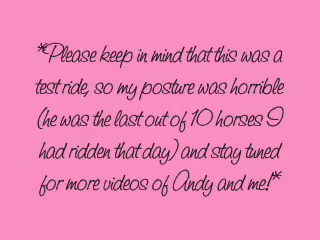 *Please keep in mind that this was a
test ride, so my posture was horrible
(he was the last out of 10 horses I
had ridden that day) and stay tuned
for more videos of Andy and me!*